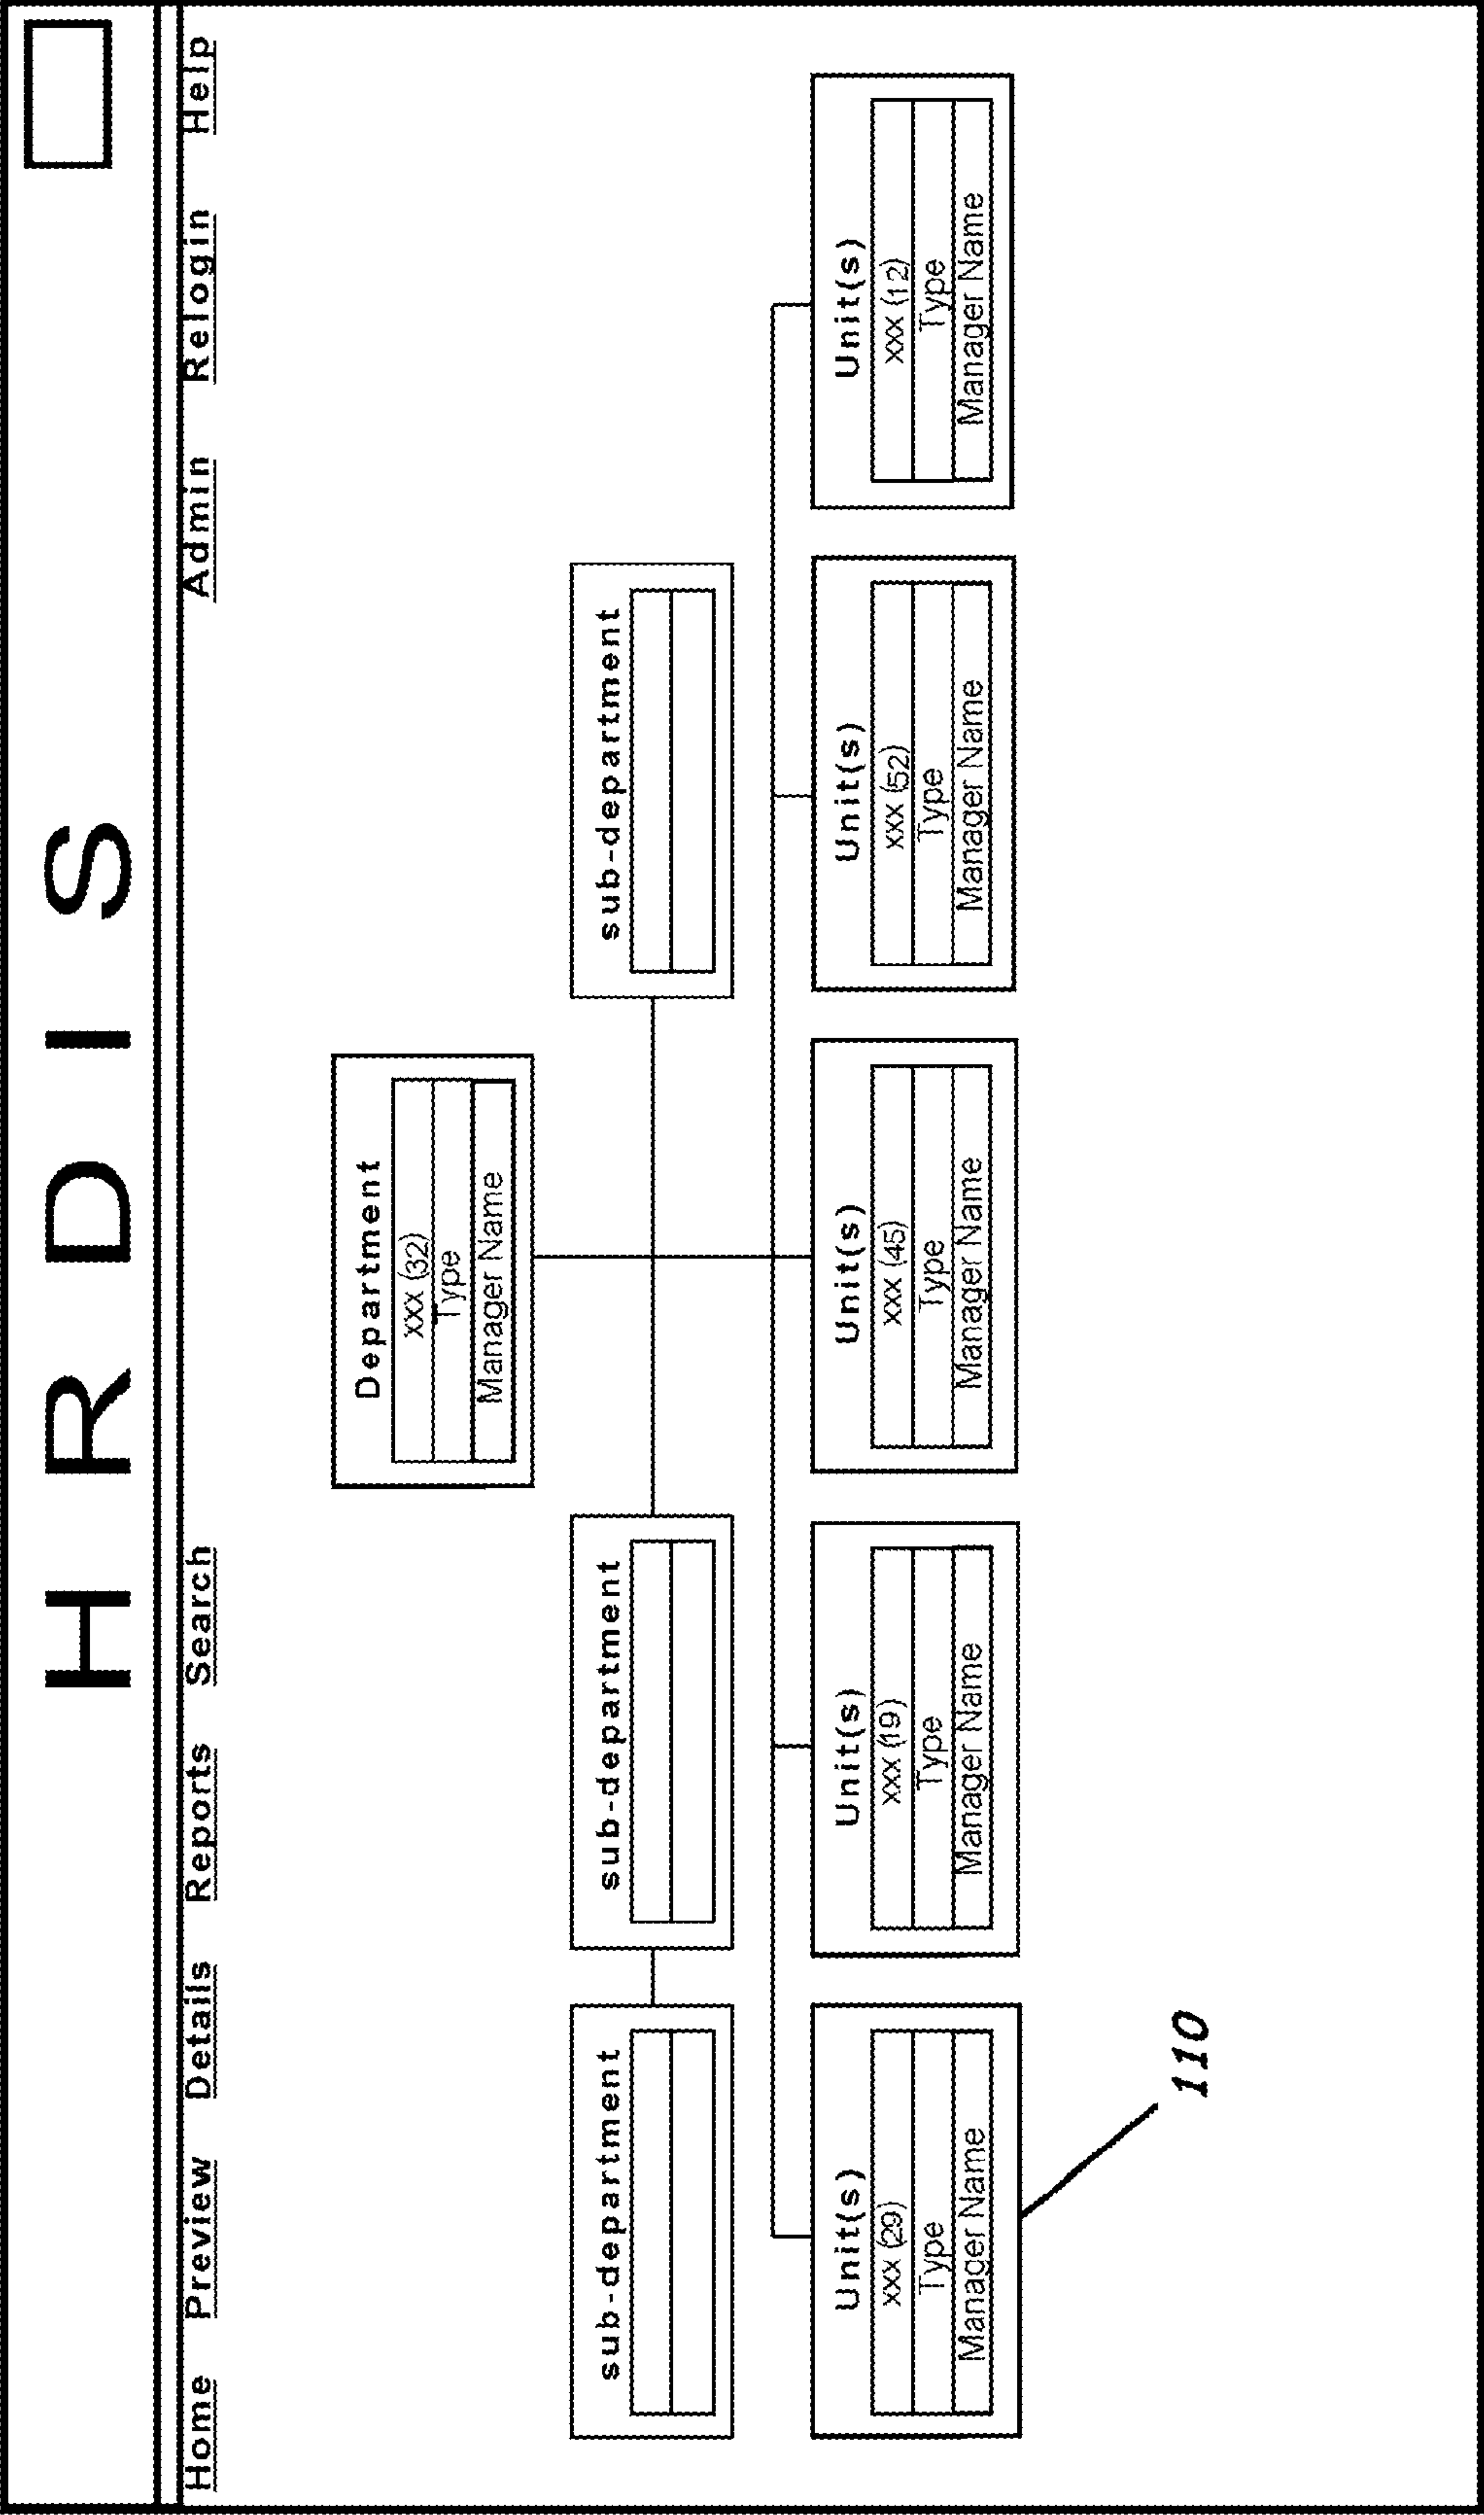 H R D I S
Home Preview Details Reports Search Admin Relogin Help
Department
xxx (32)
Type
Manager Name
sub-department sub-department sub-department
Unit(s) Unit(s) Unit(s) Unit(s) Unit(s)
xxx (29) xxx (19) xxx (45) xxx (52) xxx (12)
Type Type Type Type Type
Manager Name Manager Name Manager Name Manager Name Manager Name
110